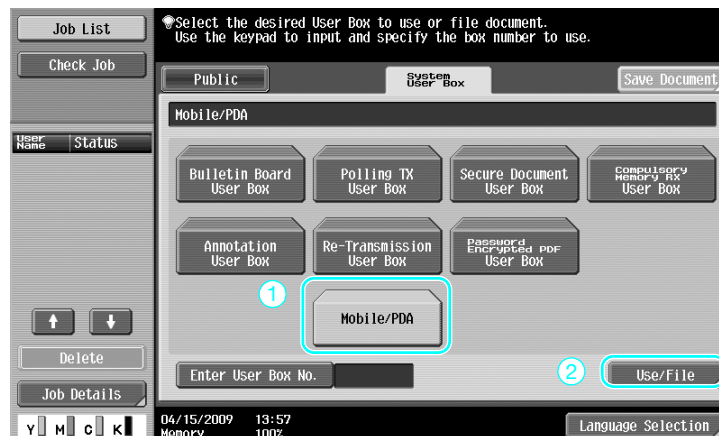 Job List
Check Job
User Name Status
Delete
Job Details
Y M C K
Select the desired User Box to use or file document.
Use the keypad to input and specify the box number to use.
Public
System User Box
Save Document
Mobile/PDA
Bulletin Board
User Box
Polling TX
User Box
Secure Document
User Box
Compulsory
Memory RX
User Box
Annotation
User Box
Re-Transmission
User Box
Password
Encrypted PDF
User Box
1
Mobile/PDA
Enter User Box No.
2
Use/File
04/15/2009 13:57
Memory 100%
Language Selection